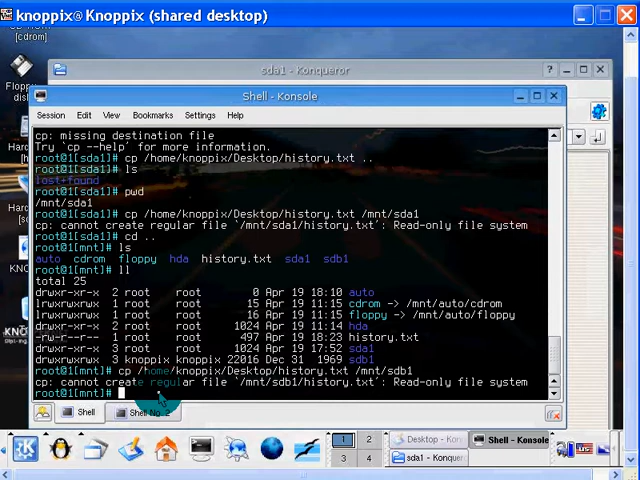 knoppix@ Knoppix (shared desktop)
[cdrom]
Flopp
disk
Hard
sda1 - Konqueror
Shell - Konsole
Session Edit View Bookmarks Settings Help
cp: missing destination file
Try `cp --help' for more information.
root@1[sda1]# cp /home/knoppix/Desktop/history.txt ..
root@1[sda1]# ls
lost+found
root@1[sda1]# pwd
/mnt/sda1
root@1[sda1]# cp /home/knoppix/Desktop/history.txt /mnt/sda1
cp: cannot create regular file `/mnt/sda1/history.txt': Read-only file system
root@1[sda1]# cd ..
root@1[mnt]# ls
auto cdrom floppy hda history.txt sda1 sdb1
root@1[mnt]# ll
total 25
drwxr-xr-x 2 root root 0 Apr 19 18:10 auto
lrwxrwxrwx 1 root root 15 Apr 19 11:15 cdrom -> /mnt/auto/cdrom
lrwxrwxrwx 1 root root 16 Apr 19 11:15 floppy -> /mnt/auto/floppy
drwxr-xr-x 2 root root 1024 Apr 19 11:14 hda
-rw-r--r-- 1 root root 497 Apr 19 18:23 history.txt
drwxr-xr-x 3 root root 1024 Apr 19 17:52 sda1
drwxr-xr-x 3 knoppix knoppix 22016 Dec 31 1969 sdb1
root@1[mnt]# cp /home/knoppix/Desktop/history.txt /mnt/sdb1
cp: cannot create regular file `/mnt/sdb1/history.txt': Read-only file system
root@1[mnt]#
Shell Shell No. 2
1 2 Desktop - Kon Shell - Konsole
3 4 sda1 - Konquer